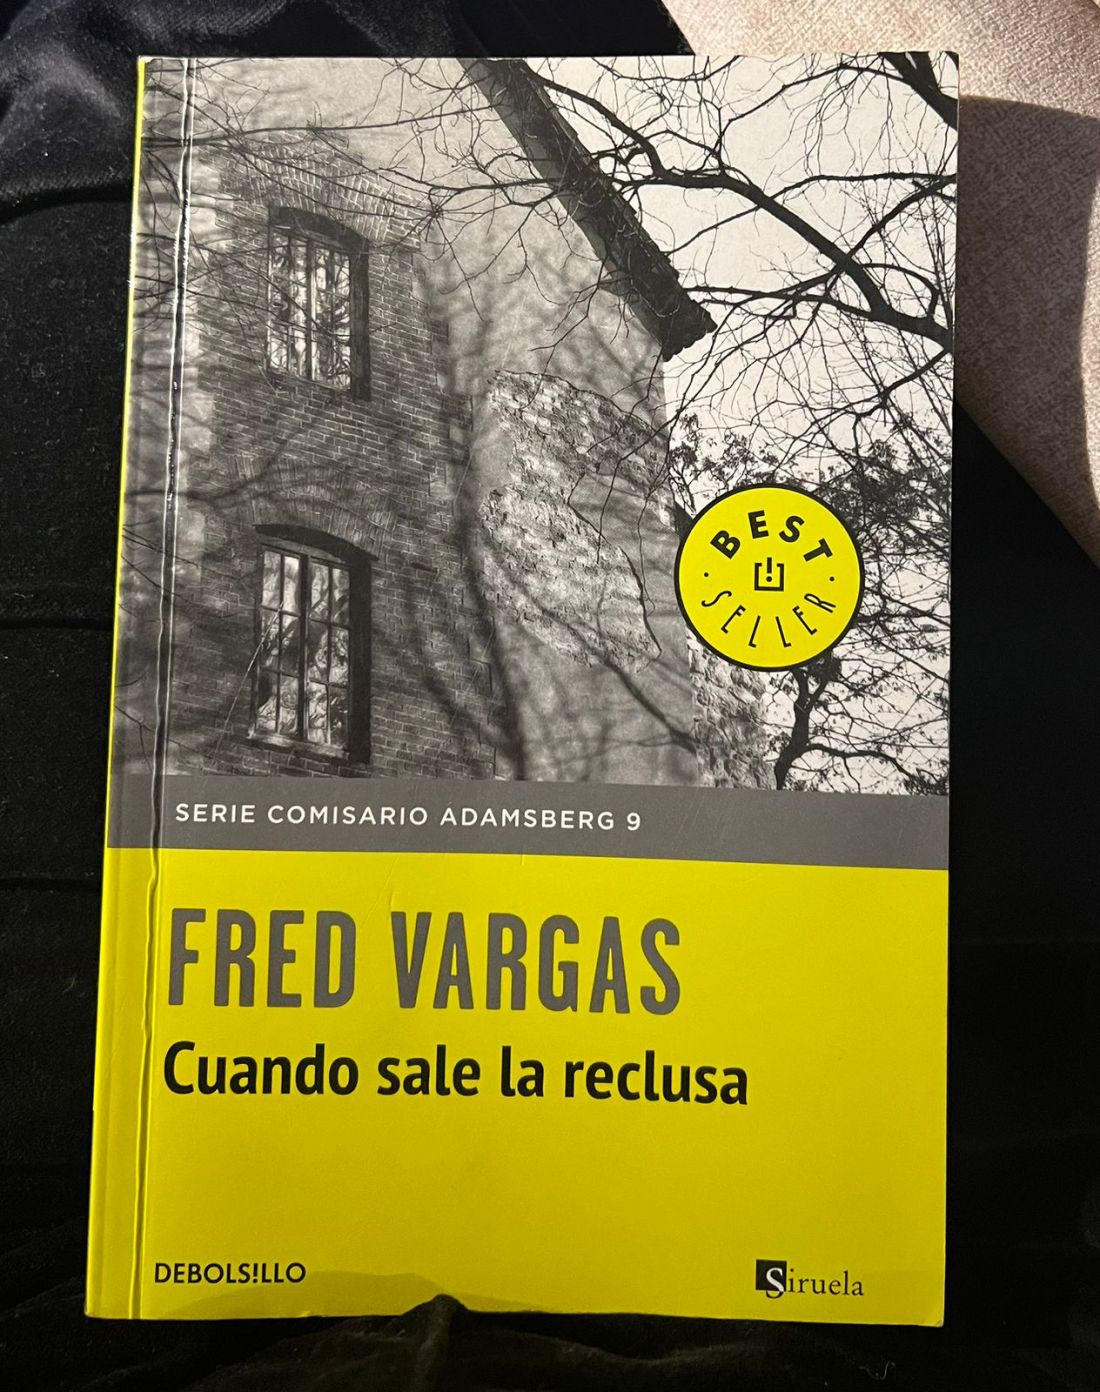 BEST
SELLER
SERIE COMISARIO ADAMSBERG 9
FRED VARGAS
Cuando sale la reclusa
DEBOLS!LLO
Siruela